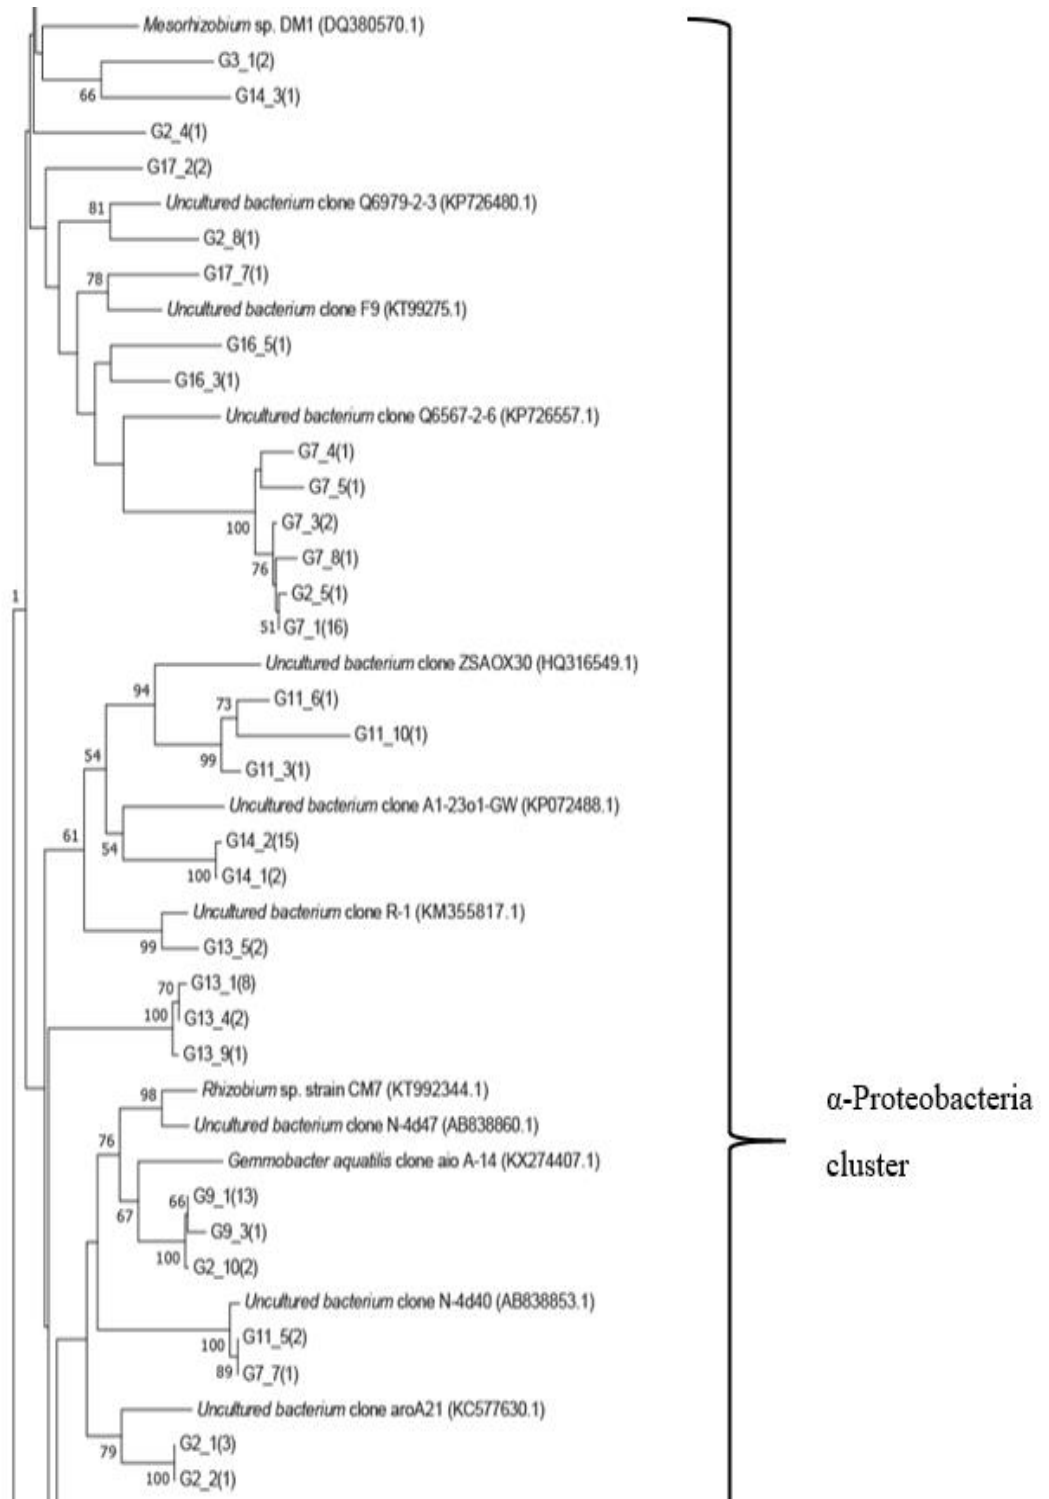 Mesorhizobium sp. DM1 (DQ380570.1)
G3_1(2)
66
G14_3(1)
G2_4(1)
G17_2(2)
Uncultured bacterium clone Q6979-2-3 (KP726480.1)
81
G2_8(1)
G17_7(1)
78
Uncultured bacterium clone F9 (KT99275.1)
G16_5(1)
G16_3(1)
Uncultured bacterium clone Q6567-2-6 (KP726557.1)
G7_4(1)
G7_5(1)
100
G7_3(2)
G7_8(1)
76
G2_5(1)
1
51
G7_1(16)
Uncultured bacterium clone ZSAOX30 (HQ316549.1)
94
73
G11_6(1)
G11_10(1)
54
99
G11_3(1)
Uncultured bacterium clone A1-23o1-GW (KP072488.1)
61
G14_2(15)
54
100
G14_1(2)
Uncultured bacterium clone R-1 (KM355817.1)
99
G13_5(2)
70
G13_1(8)
100
G13_4(2)
G13_9(1)
98
Rhizobium sp. strain CM7 (KT992344.1)
Uncultured bacterium clone N-4d47 (AB838860.1)
76
Gemmobacter aquatilis clone aio A-14 (KX274407.1)
66
G9_1(13)
67
G9_3(1)
100
G2_10(2)
Uncultured bacterium clone N-4d40 (AB838853.1)
100
G11_5(2)
89
G7_7(1)
Uncultured bacterium clone aroA21 (KC577630.1)
79
G2_1(3)
100
G2_2(1)
α-Proteobacteria
cluster